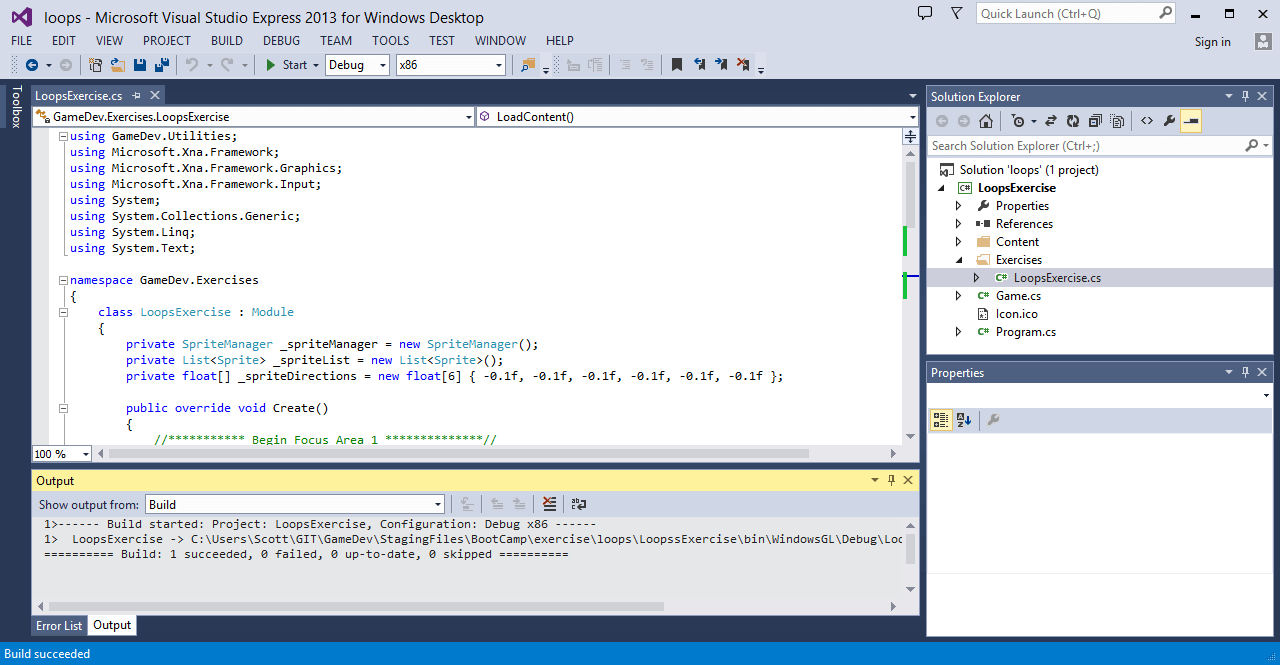 loops - Microsoft Visual Studio Express 2013 for Windows Desktop
Quick Launch (Ctrl+Q)
FILE EDIT VIEW PROJECT BUILD DEBUG TEAM TOOLS TEST WINDOW HELP
Sign in
Start Debug x86
Toolbox
LoopsExercise.cs
GameDev.Exercises.LoopsExercise LoadContent()
using GameDev.Utilities;
using Microsoft.Xna.Framework;
using Microsoft.Xna.Framework.Graphics;
using Microsoft.Xna.Framework.Input;
using System;
using System.Collections.Generic;
using System.Linq;
using System.Text;
namespace GameDev.Exercises
{
class LoopsExercise : Module
{
private SpriteManager _spriteManager = new SpriteManager();
private List<Sprite> _spriteList = new List<Sprite>();
private float[] _spriteDirections = new float[6] { -0.1f, -0.1f, -0.1f, -0.1f, -0.1f, -0.1f };
public override void Create()
{
//*********** Begin Focus Area 1 **************//
100 %
Output
Show output from: Build
1>------ Build started: Project: LoopsExercise, Configuration: Debug x86 ------
1>  LoopsExercise -> C:\Users\Scott\GIT\GameDev\StagingFiles\BootCamp\exercise\loops\LoopssExercise\bin\WindowsGL\Debug\Loo
========== Build: 1 succeeded, 0 failed, 0 up-to-date, 0 skipped ==========
Error List Output
Build succeeded
Solution Explorer
Search Solution Explorer (Ctrl+;)
Solution 'loops' (1 project)
C# LoopsExercise
Properties
References
Content
Exercises
C# LoopsExercise.cs
C# Game.cs
Icon.ico
C# Program.cs
Properties